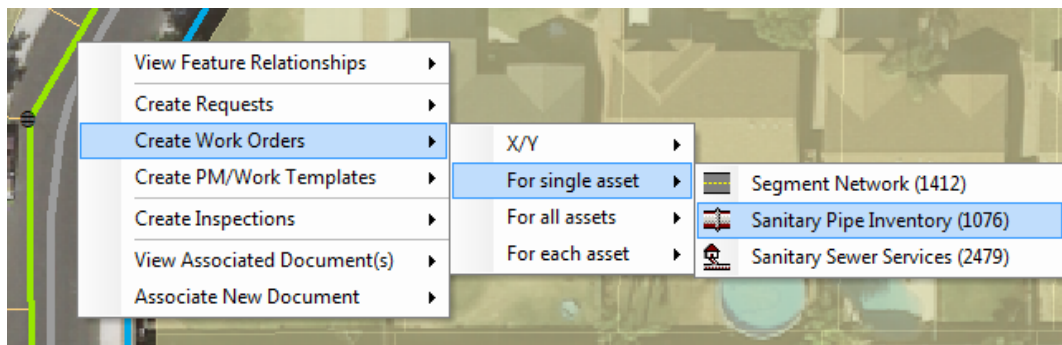 View Feature Relationships
Create Requests
Create Work Orders
Create PM/Work Templates
Create Inspections
View Associated Document(s)
Associate New Document
X/Y
For single asset
For all assets
For each asset
Segment Network (1412)
Sanitary Pipe Inventory (1076)
Sanitary Sewer Services (2479)